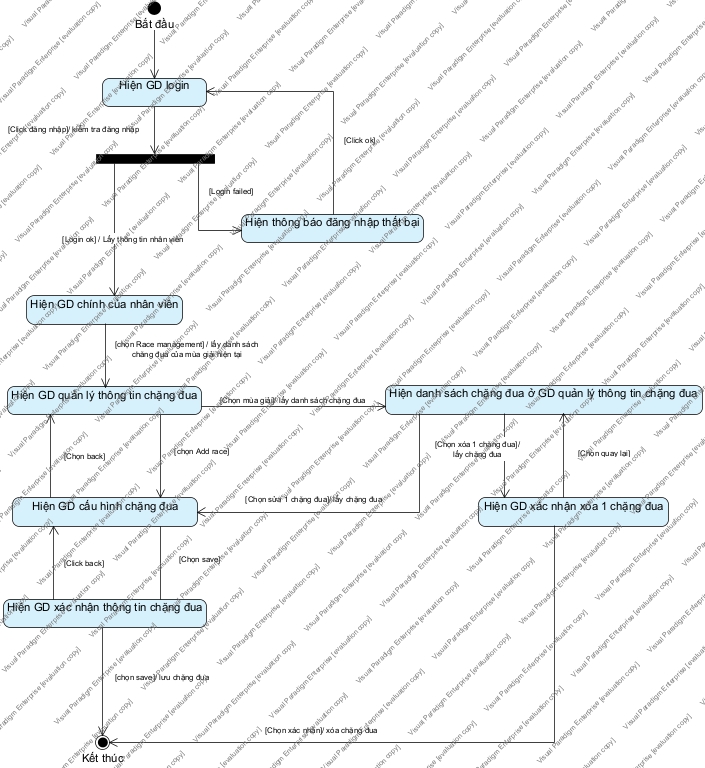 Bắt đầu
Hiện GD login
[Click đăng nhập]/ kiểm tra đăng nhập
[Click ok]
[Login failed]
Hiện thông báo đăng nhập thất bại
[Login ok] / Lấy thông tin nhân viên
Hiện GD chính của nhân viên
[chọn Race management] / lấy danh sách
chặng đua của mùa giải hiện tại
Hiện GD quản lý thông tin chặng đua
[Chọn mùa giải]/ lấy danh sách chặng đua
Hiện danh sách chặng đua ở GD quản lý thông tin chặng đua
[Chọn back]
[chọn Add race]
[Chọn xóa 1 chặng đua]/
lấy chặng đua
[Chọn quay lại]
[Chọn sửa 1 chặng đua]/ lấy chặng đua
Hiện GD cấu hình chặng đua
Hiện GD xác nhận xóa 1 chặng đua
[Click back]
[Chọn save]
Hiện GD xác nhận thông tin chặng đua
[chọn save]/ lưu chặng đua
[Chọn xác nhận]/ xóa chặng đua
Kết thúc
Visual Paradigm Enterprise [evaluation copy]